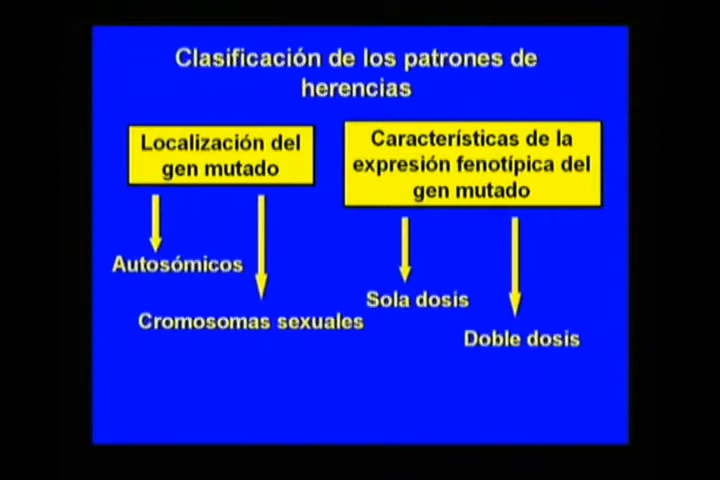 Clasificación de los patrones de
herencias
Localización del
gen mutado
Características de la
expresión fenotípica del
gen mutado
Autosómicos
Cromosomas sexuales
Sola dosis
Doble dosis